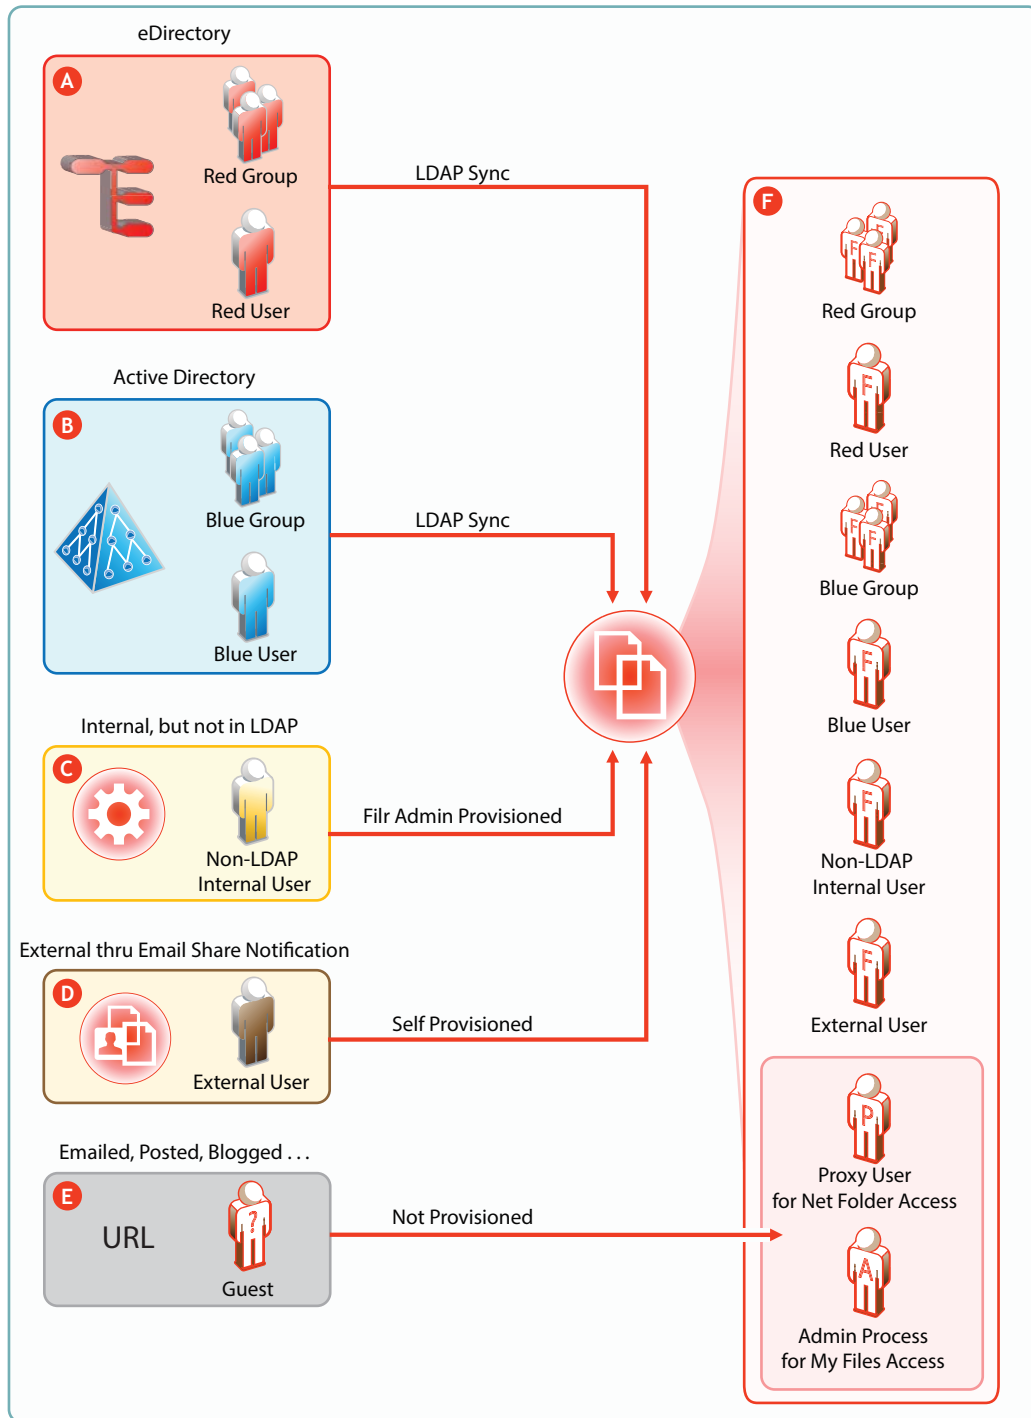 eDirectory
A
Red Group
Red User
LDAP Sync
Active Directory
B
Blue Group
Blue User
LDAP Sync
Internal, but not in LDAP
C
Non-LDAP
Internal User
Filr Admin Provisioned
External thru Email Share Notification
D
External User
Self Provisioned
Emailed, Posted, Blogged . . .
E
URL
?
Guest
Not Provisioned
F
F
F
F
Red Group
F
Red User
F
F
F
Blue Group
F
Blue User
F
Non-LDAP
Internal User
F
External User
P
Proxy User
for Net Folder Access
A
Admin Process
for My Files Access